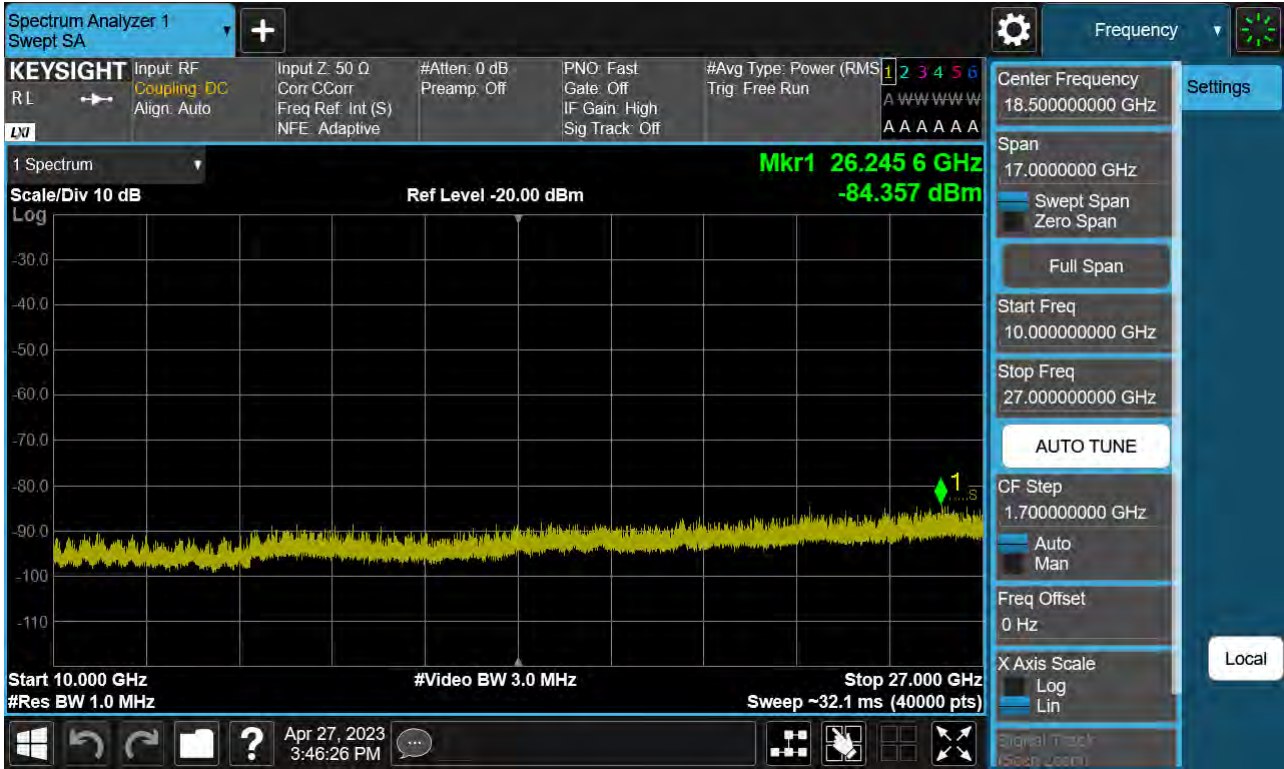 Spectrum Analyzer 1
Swept SA
+
Frequency
KEYSIGHT
RL
LXI
Input: RF
Coupling: DC
Align: Auto
Input Z: 50 Ω
Corr CCorr
Freq Ref: Int (S)
NFE: Adaptive
#Atten: 0 dB
Preamp: Off
PNO: Fast
Gate: Off
IF Gain: High
Sig Track: Off
#Avg Type: Power (RMS
Trig: Free Run
1 2 3 4 5 6
A W W W W W
A A A A A A
1 Spectrum
Scale/Div 10 dB
Log
Ref Level -20.00 dBm
Mkr1 26.245 6 GHz
-84.357 dBm
-30.0
-40.0
-50.0
-60.0
-70.0
-80.0
-90.0
-100
-110
1
Start 10.000 GHz
#Res BW 1.0 MHz
#Video BW 3.0 MHz
Stop 27.000 GHz
Sweep ~32.1 ms (40000 pts)
Center Frequency
18.500000000 GHz
Span
17.0000000 GHz
Swept Span
Zero Span
Full Span
Start Freq
10.000000000 GHz
Stop Freq
27.000000000 GHz
AUTO TUNE
CF Step
1.700000000 GHz
Auto
Man
Freq Offset
0 Hz
X Axis Scale
Log
Lin
Signal Track
(Span Zoom)
Settings
Local
?
Apr 27, 2023
3:46:26 PM